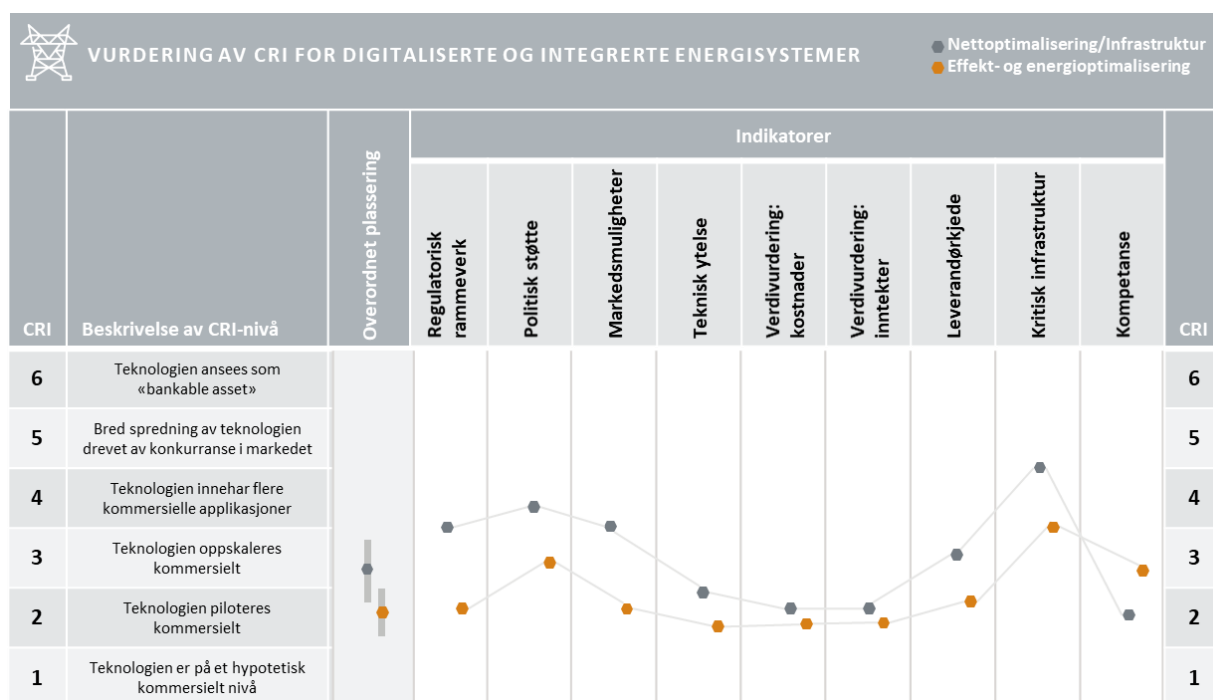 VURDERING AV CRI FOR DIGITALISERTE OG INTEGRERTE ENERGISYSTEMER
Nettoptimalisering/Infrastruktur
Effekt- og energioptimalisering
Indikatorer
CRI
Beskrivelse av CRI-nivå
Overordnet plassering
Regulatorisk
rammeverk
Politisk støtte
Markedsmuligheter
Teknisk ytelse
Verdivurdering:
kostnader
Verdivurdering:
inntekter
Leverandørkjede
Kritisk infrastruktur
Kompetanse
CRI
6
Teknologien ansees som
«bankable asset»
6
5
Bred spredning av teknologien
drevet av konkurranse i markedet
5
4
Teknologien innehar flere
kommersielle applikasjoner
4
3
Teknologien oppskaleres
kommersielt
3
2
Teknologien piloteres
kommersielt
2
1
Teknologien er på et hypotetisk
kommersielt nivå
1